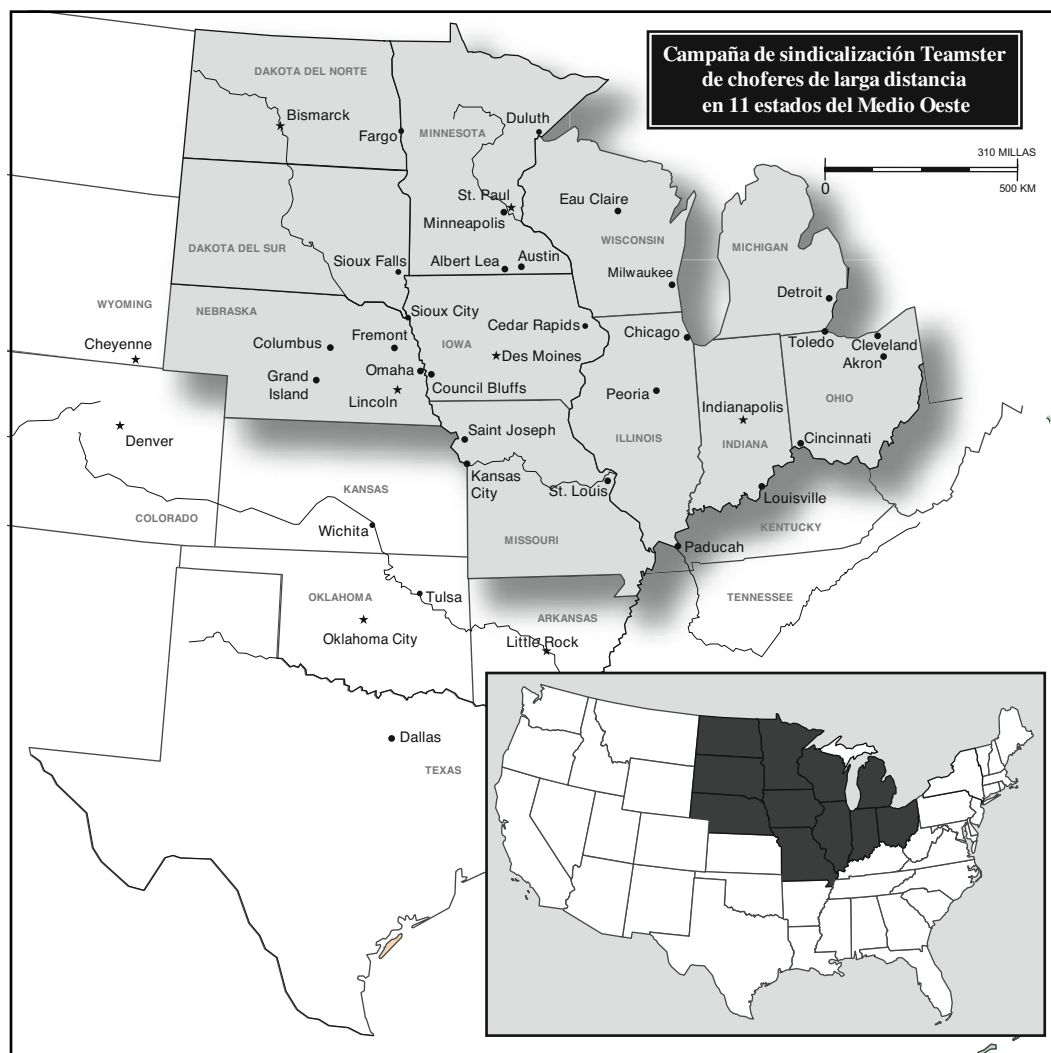 Campaña de sindicalización Teamster
de choferes de larga distancia
en 11 estados del Medio Oeste
310 MILLAS
0
500 KM
DAKOTA DEL NORTE
Bismarck
Fargo
MINNESOTA
Duluth
St. Paul
Minneapolis
Eau Claire
WISCONSIN
MICHIGAN
DAKOTA DEL SUR
Sioux Falls
Albert Lea
Austin
Milwaukee
Detroit
WYOMING
NEBRASKA
Sioux City
Cheyenne
Columbus
Fremont
IOWA
Cedar Rapids
Chicago
Toledo
Cleveland
Akron
Des Moines
Omaha
Council Bluffs
Grand
Island
Lincoln
Peoria
Indianapolis
OHIO
Denver
Saint Joseph
ILLINOIS
INDIANA
Cincinnati
Kansas
City
St. Louis
KANSAS
Louisville
COLORADO
Wichita
MISSOURI
KENTUCKY
Paducah
OKLAHOMA
Tulsa
TENNESSEE
ARKANSAS
Oklahoma City
Little Rock
Dallas
TEXAS